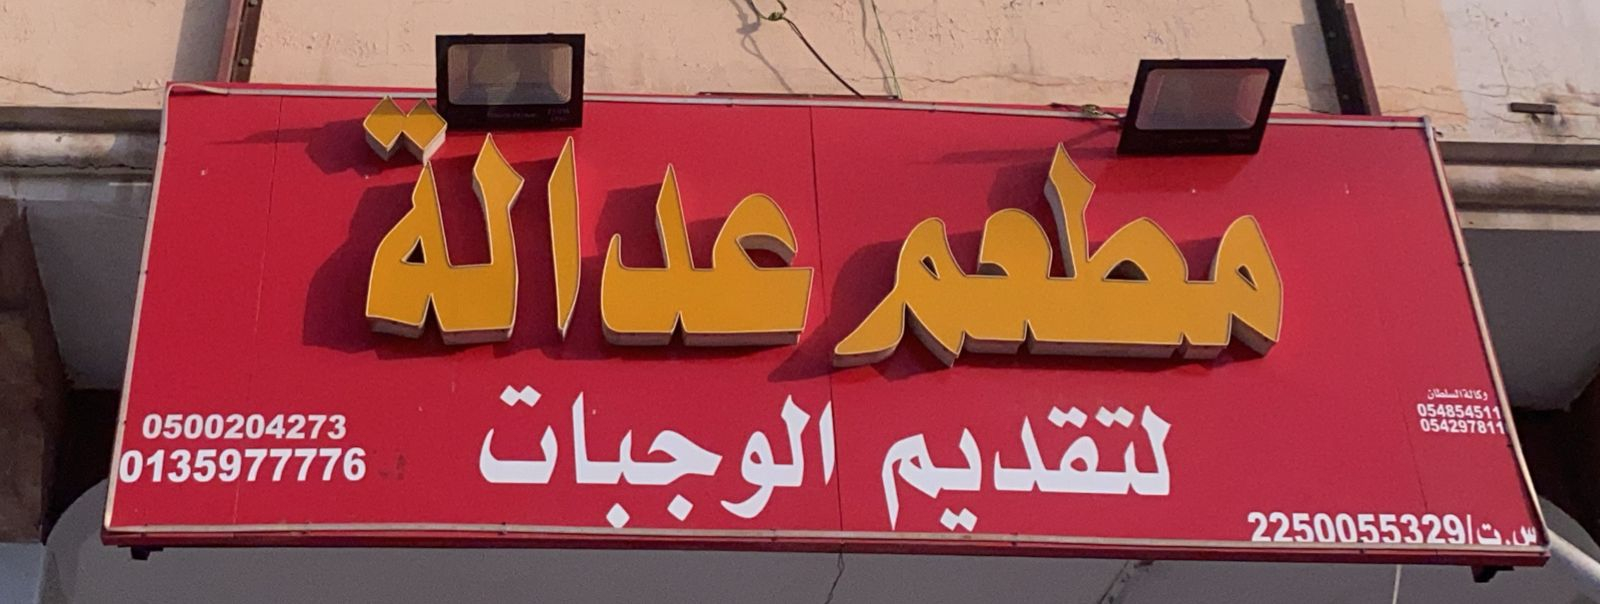 مطعم عدالة
لتقديم الوجبات
0500204273
0135977776
وكالة السلطان
054854511
054297811
س.ت/2250055329